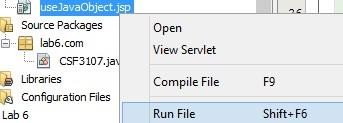 useJavaObject.jsp
Source Packages
lab6.com
CSF3107.jav
Libraries
Configuration Files
Lab 6
Open
View Servlet
Compile File F9
Run File Shift+F6